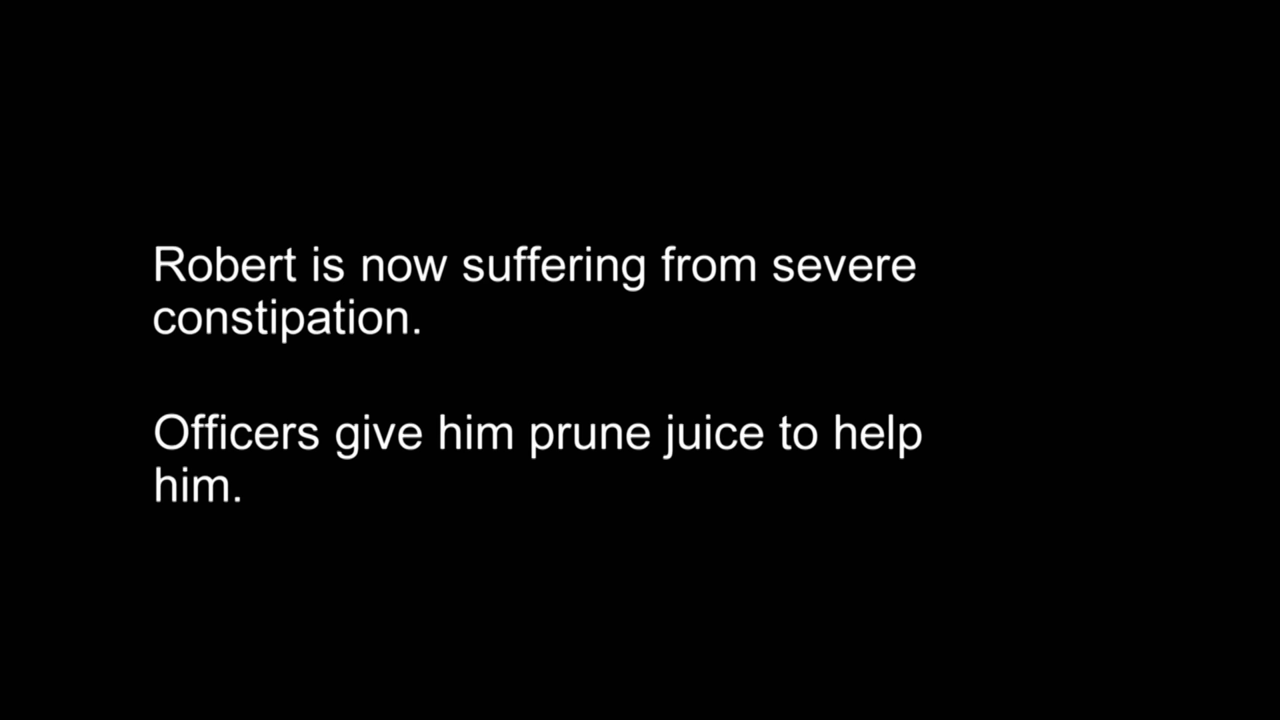 Robert is now suffering from severe
constipation.
Officers give him prune juice to help
him.